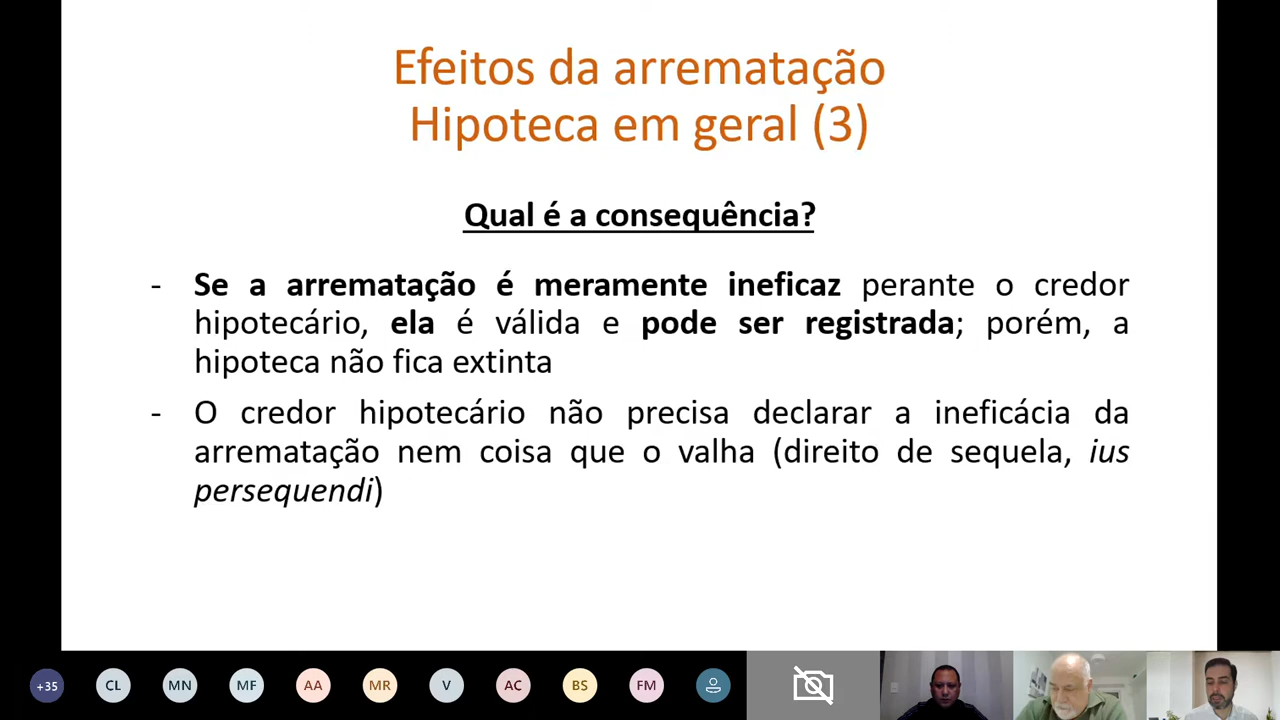 Efeitos da arrematação
Hipoteca em geral (3)
Qual é a consequência?
- Se a arrematação é meramente ineficaz perante o credor
hipotecário, ela é válida e pode ser registrada; porém, a
hipoteca não fica extinta
- O credor hipotecário não precisa declarar a ineficácia da
arrematação nem coisa que o valha (direito de sequela, ius
persequendi)
+35 CL MN MF AA MR V AC BS FM